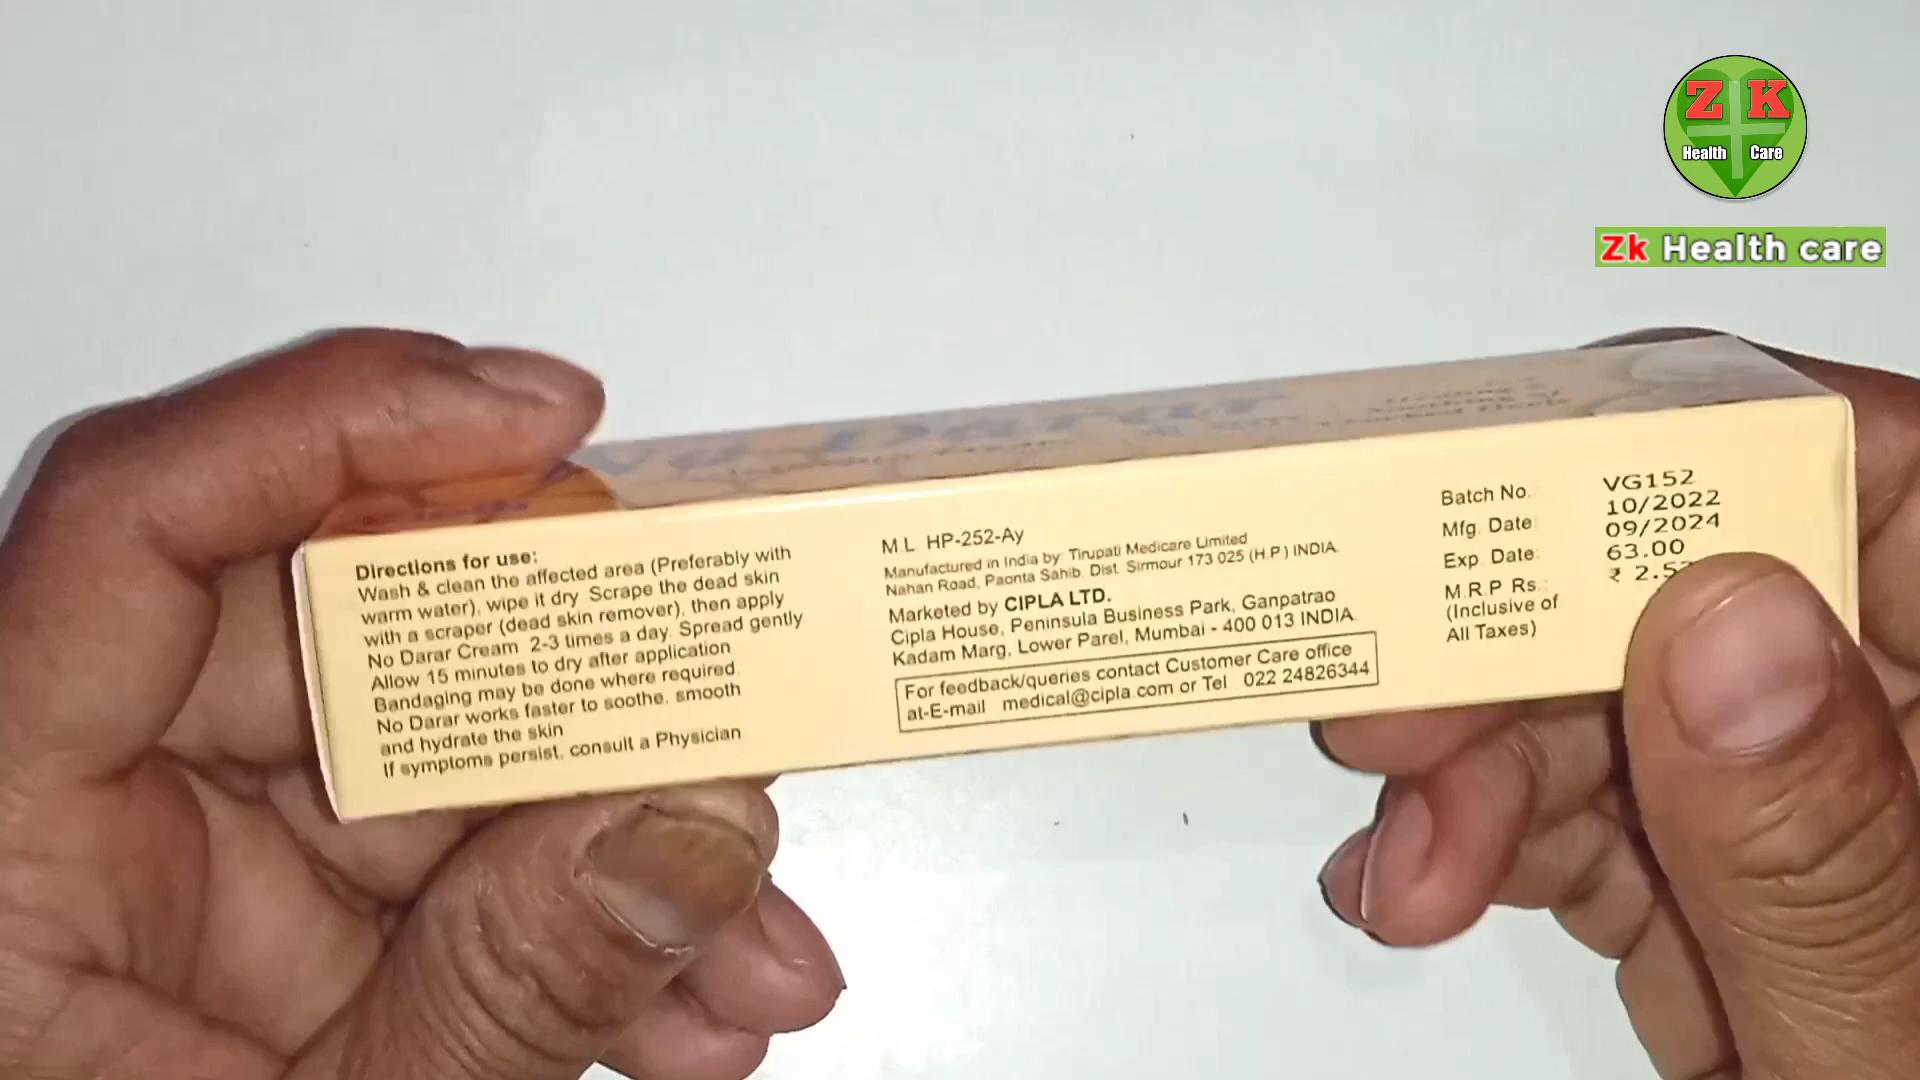 Z K
Health Care
Zk Health care
Directions for use:
Wash & clean the affected area (Preferably with
warm water), wipe it dry Scrape the dead skin
with a scraper (dead skin remover), then apply
No Darar Cream 2-3 times a day. Spread gently
Allow 15 minutes to dry after application
Bandaging may be done where required.
No Darar works faster to soothe, smooth
and hydrate the skin
If symptoms persist, consult a Physician
M.L HP-252-Ay
Manufactured in India by: Tirupati Medicare Limited
Nahan Road, Paonta Sahib. Dist. Sirmour 173 025 (H.P.) INDIA.
Marketed by CIPLA LTD.
Cipla House, Peninsula Business Park, Ganpatrao
Kadam Marg, Lower Parel, Mumbai - 400 013 INDIA
For feedback/queries contact Customer Care office
at-E-mail medical@cipla.com or Tel 022 24826344
Batch No.
Mfg. Date:
Exp. Date:
M.R.P Rs.:
(Inclusive of
All Taxes)
VG152
10/2022
09/2024
63.00
₹ 2.5